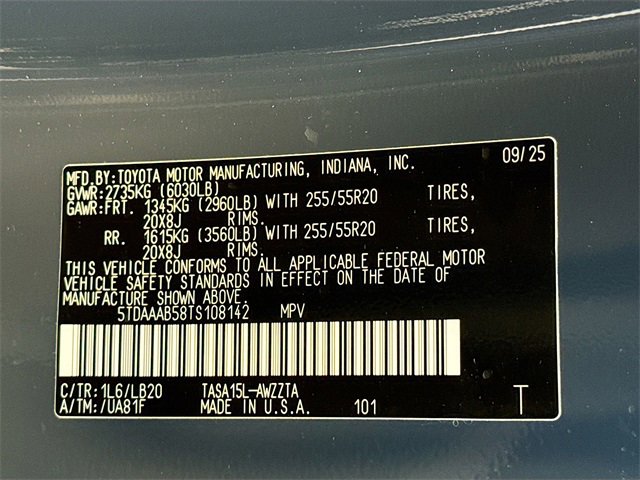 MFD.BY:TOYOTA MOTOR MANUFACTURING, INDIANA, INC. 09/25
GVWR:2735KG (6030LB)
GAWR:FRT. 1345KG (2960LB) WITH 255/55R20 TIRES,
20X8J RIMS.
RR. 1615KG (3560LB) WITH 255/55R20 TIRES,
20X8J RIMS.
THIS VEHICLE CONFORMS TO ALL APPLICABLE FEDERAL MOTOR
VEHICLE SAFETY STANDARDS IN EFFECT ON THE DATE OF
MANUFACTURE SHOWN ABOVE.
5TDAAAB58TS108142 MPV
C/TR:1L6/LB20 TASA15L-AWZZTA
A/TM:/UA81F MADE IN U.S.A. 101 T